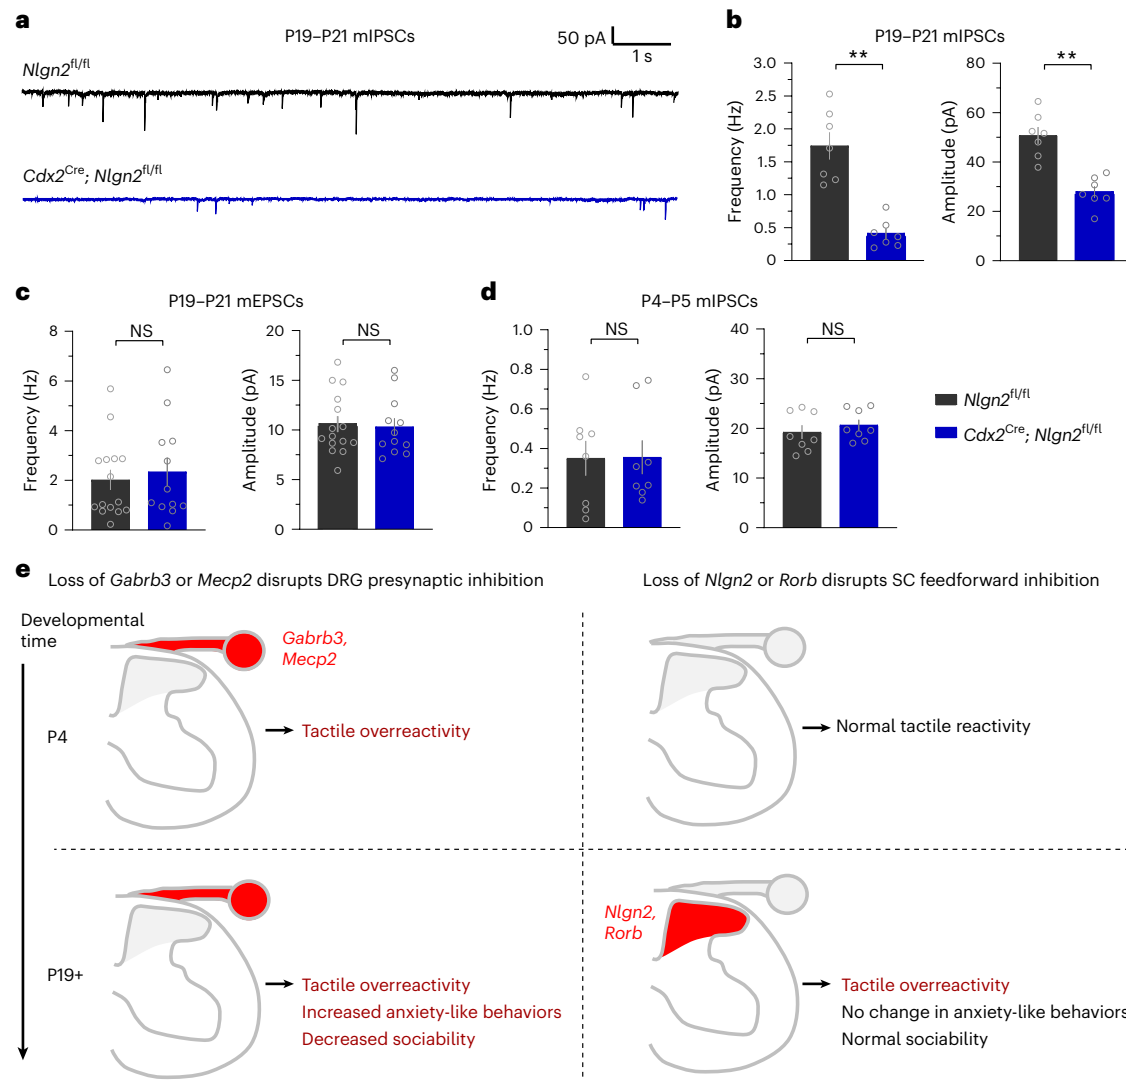 a
P19–P21 mIPSCs
50 pA
1 s
Nlgn2fl/fl
Cdx2Cre; Nlgn2fl/fl
b
P19–P21 mIPSCs
3.0
2.5
2.0
1.5
1.0
0.5
0
Frequency (Hz)
**
80
60
40
20
0
Amplitude (pA)
**
c
P19–P21 mEPSCs
8
6
4
2
0
Frequency (Hz)
NS
20
15
10
5
0
Amplitude (pA)
NS
d
P4–P5 mIPSCs
1.0
0.8
0.6
0.4
0.2
0
Frequency (Hz)
NS
40
30
20
10
0
Amplitude (pA)
NS
Nlgn2fl/fl
Cdx2Cre; Nlgn2fl/fl
e
Loss of Gabrb3 or Mecp2 disrupts DRG presynaptic inhibition
Loss of Nlgn2 or Rorb disrupts SC feedforward inhibition
Developmental
time
Gabrb3,
Mecp2
P4
Tactile overreactivity
Normal tactile reactivity
P19+
Tactile overreactivity
Increased anxiety-like behaviors
Decreased sociability
Nlgn2,
Rorb
Tactile overreactivity
No change in anxiety-like behaviors
Normal sociability